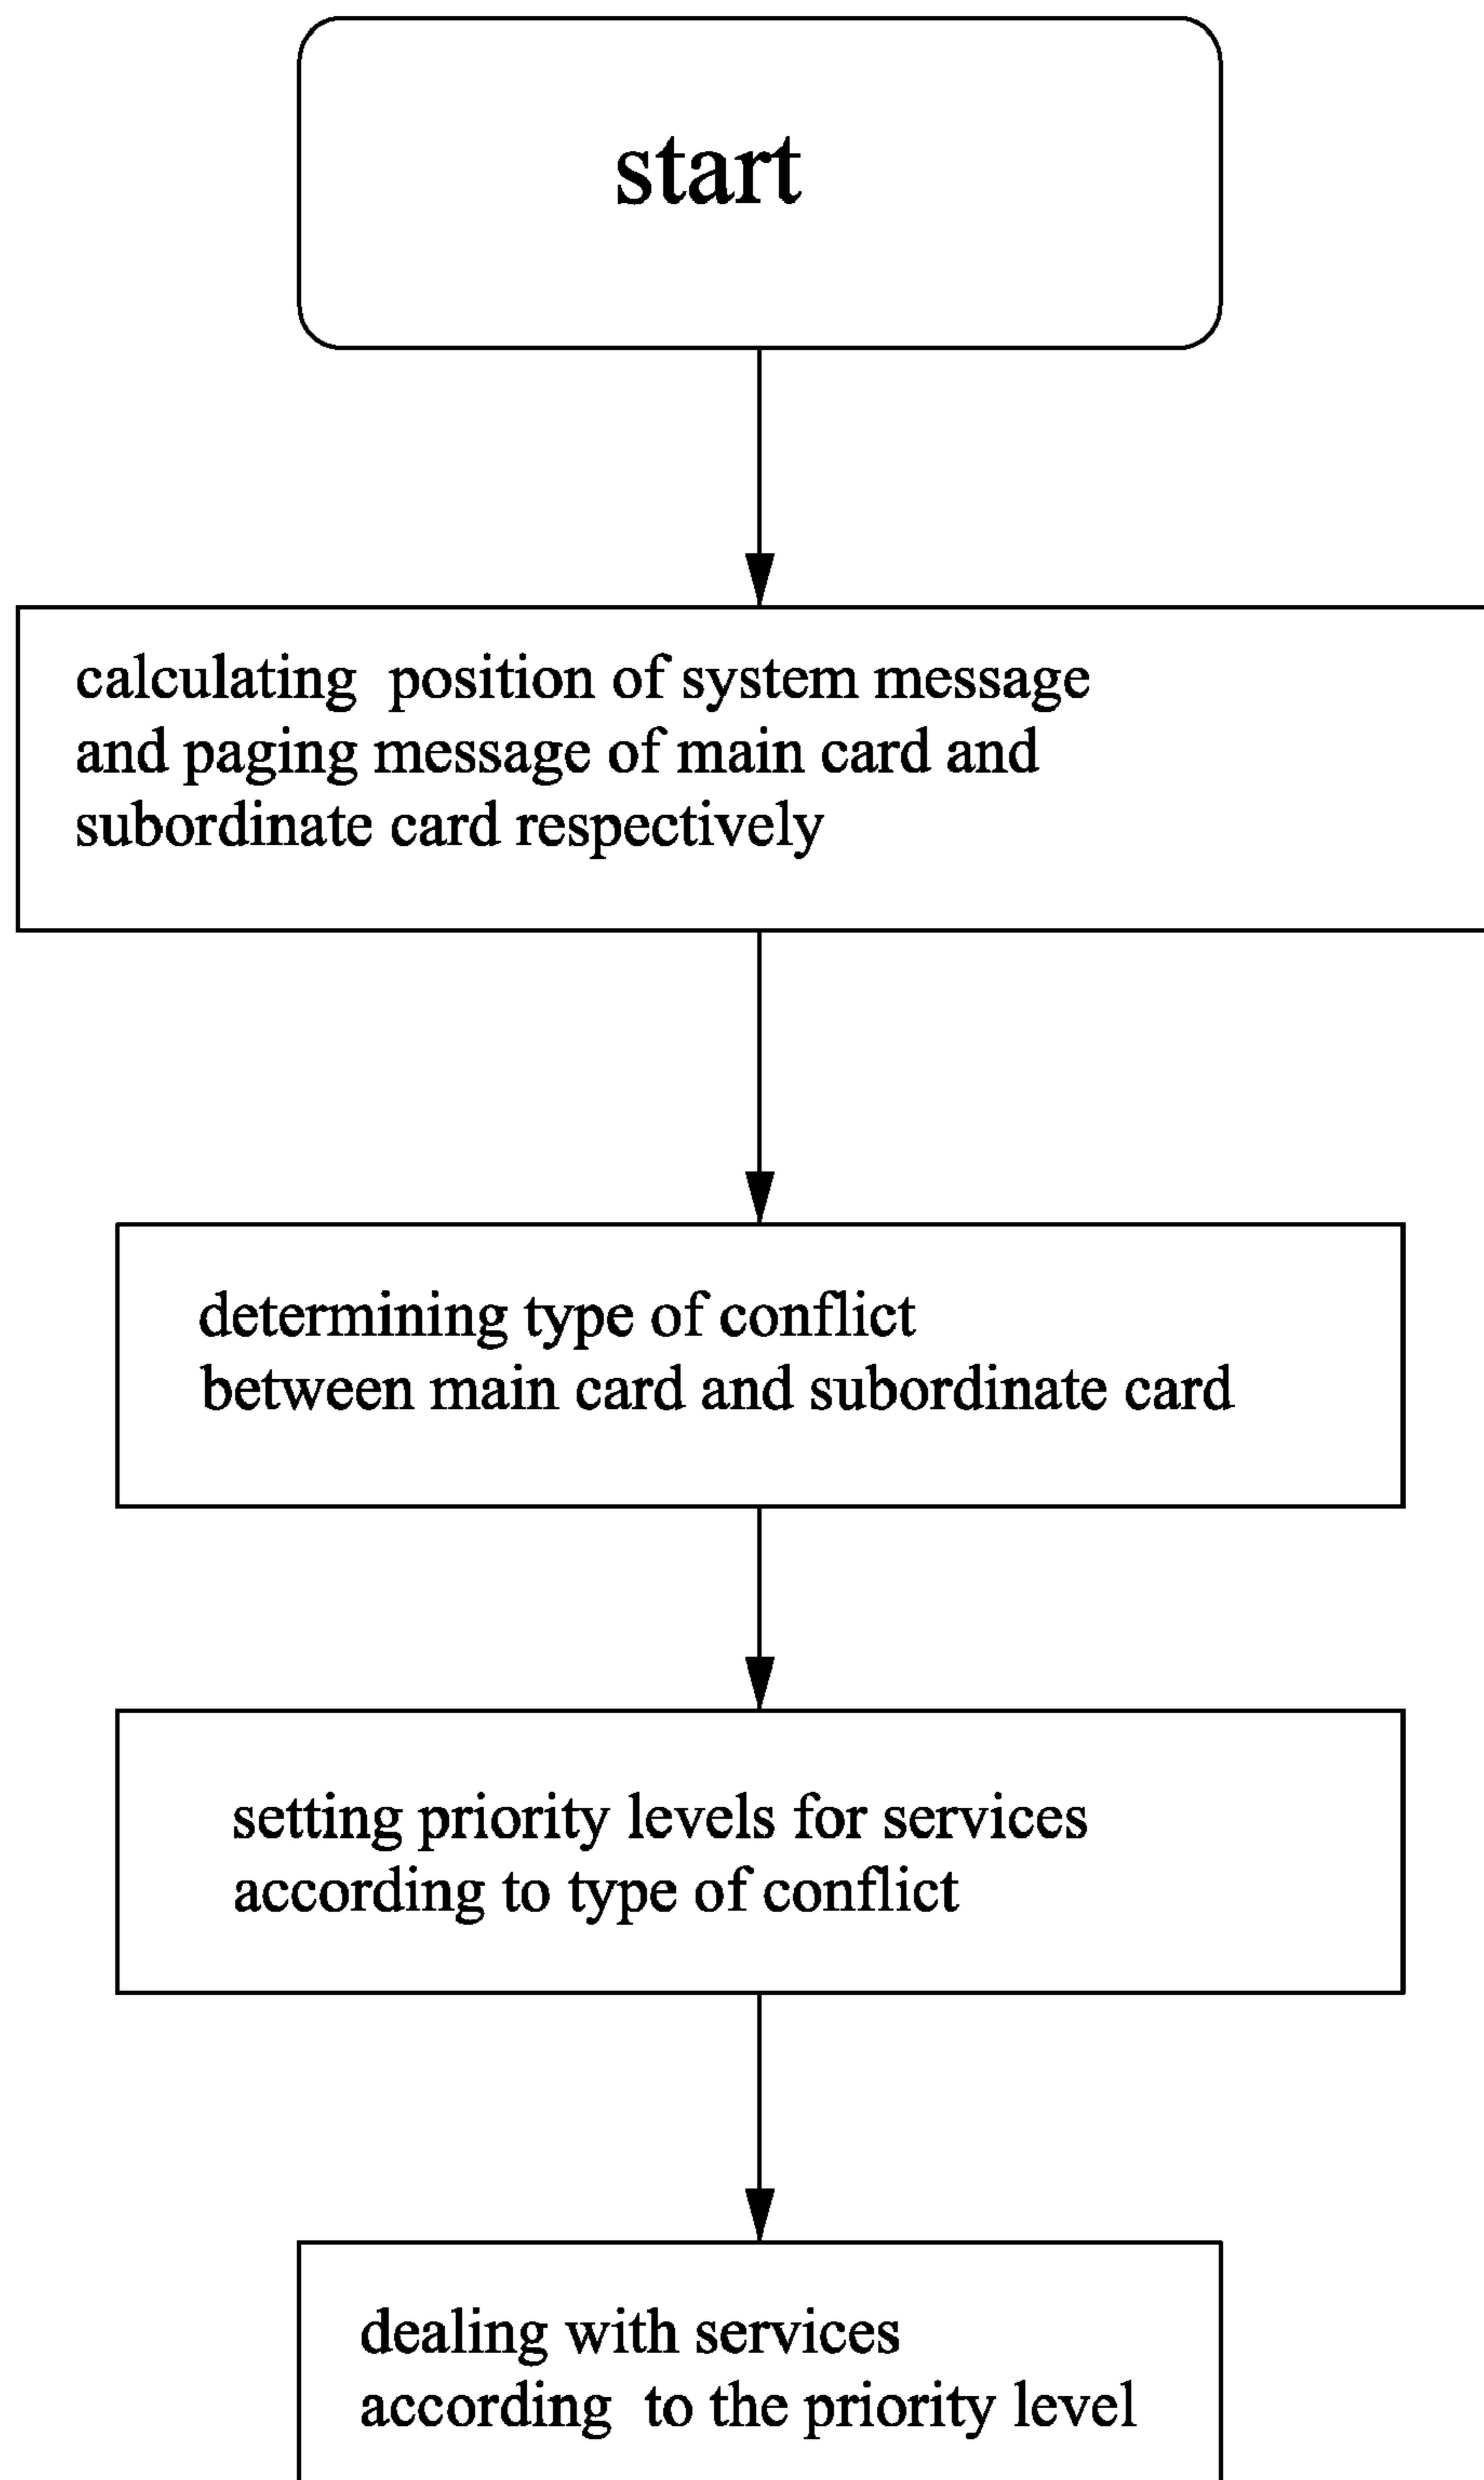 start
calculating  position of system message
and paging message of main card and
subordinate card respectively
determining type of conflict
between main card and subordinate card
setting priority levels for services
according to type of conflict
dealing with services
according  to the priority level